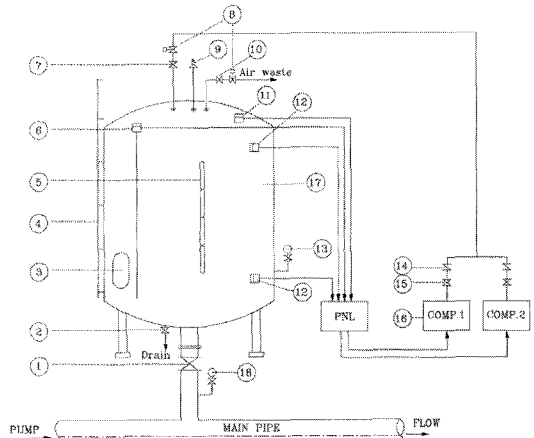 8
9
10
7
Air waste
11
12
6
5
17
4
13
14
3
12
15
PNL
16
COMP.1
COMP.2
2
Drain
1
18
PUMP
MAIN PIPE
FLOW